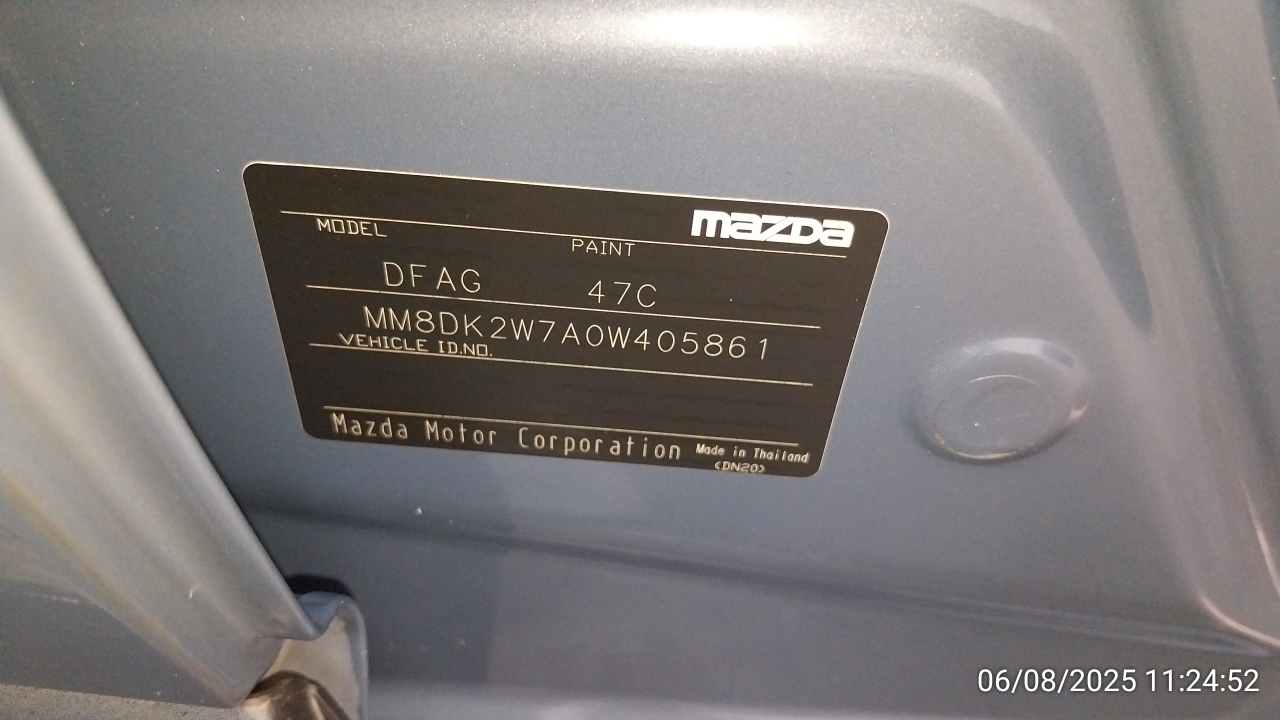 mazda
MODEL PAINT
DFAG 47C
MM8DK2W7A0W405861
VEHICLE ID.NO.
Mazda Motor Corporation Made in Thailand
(DN20)
06/08/2025 11:24:52